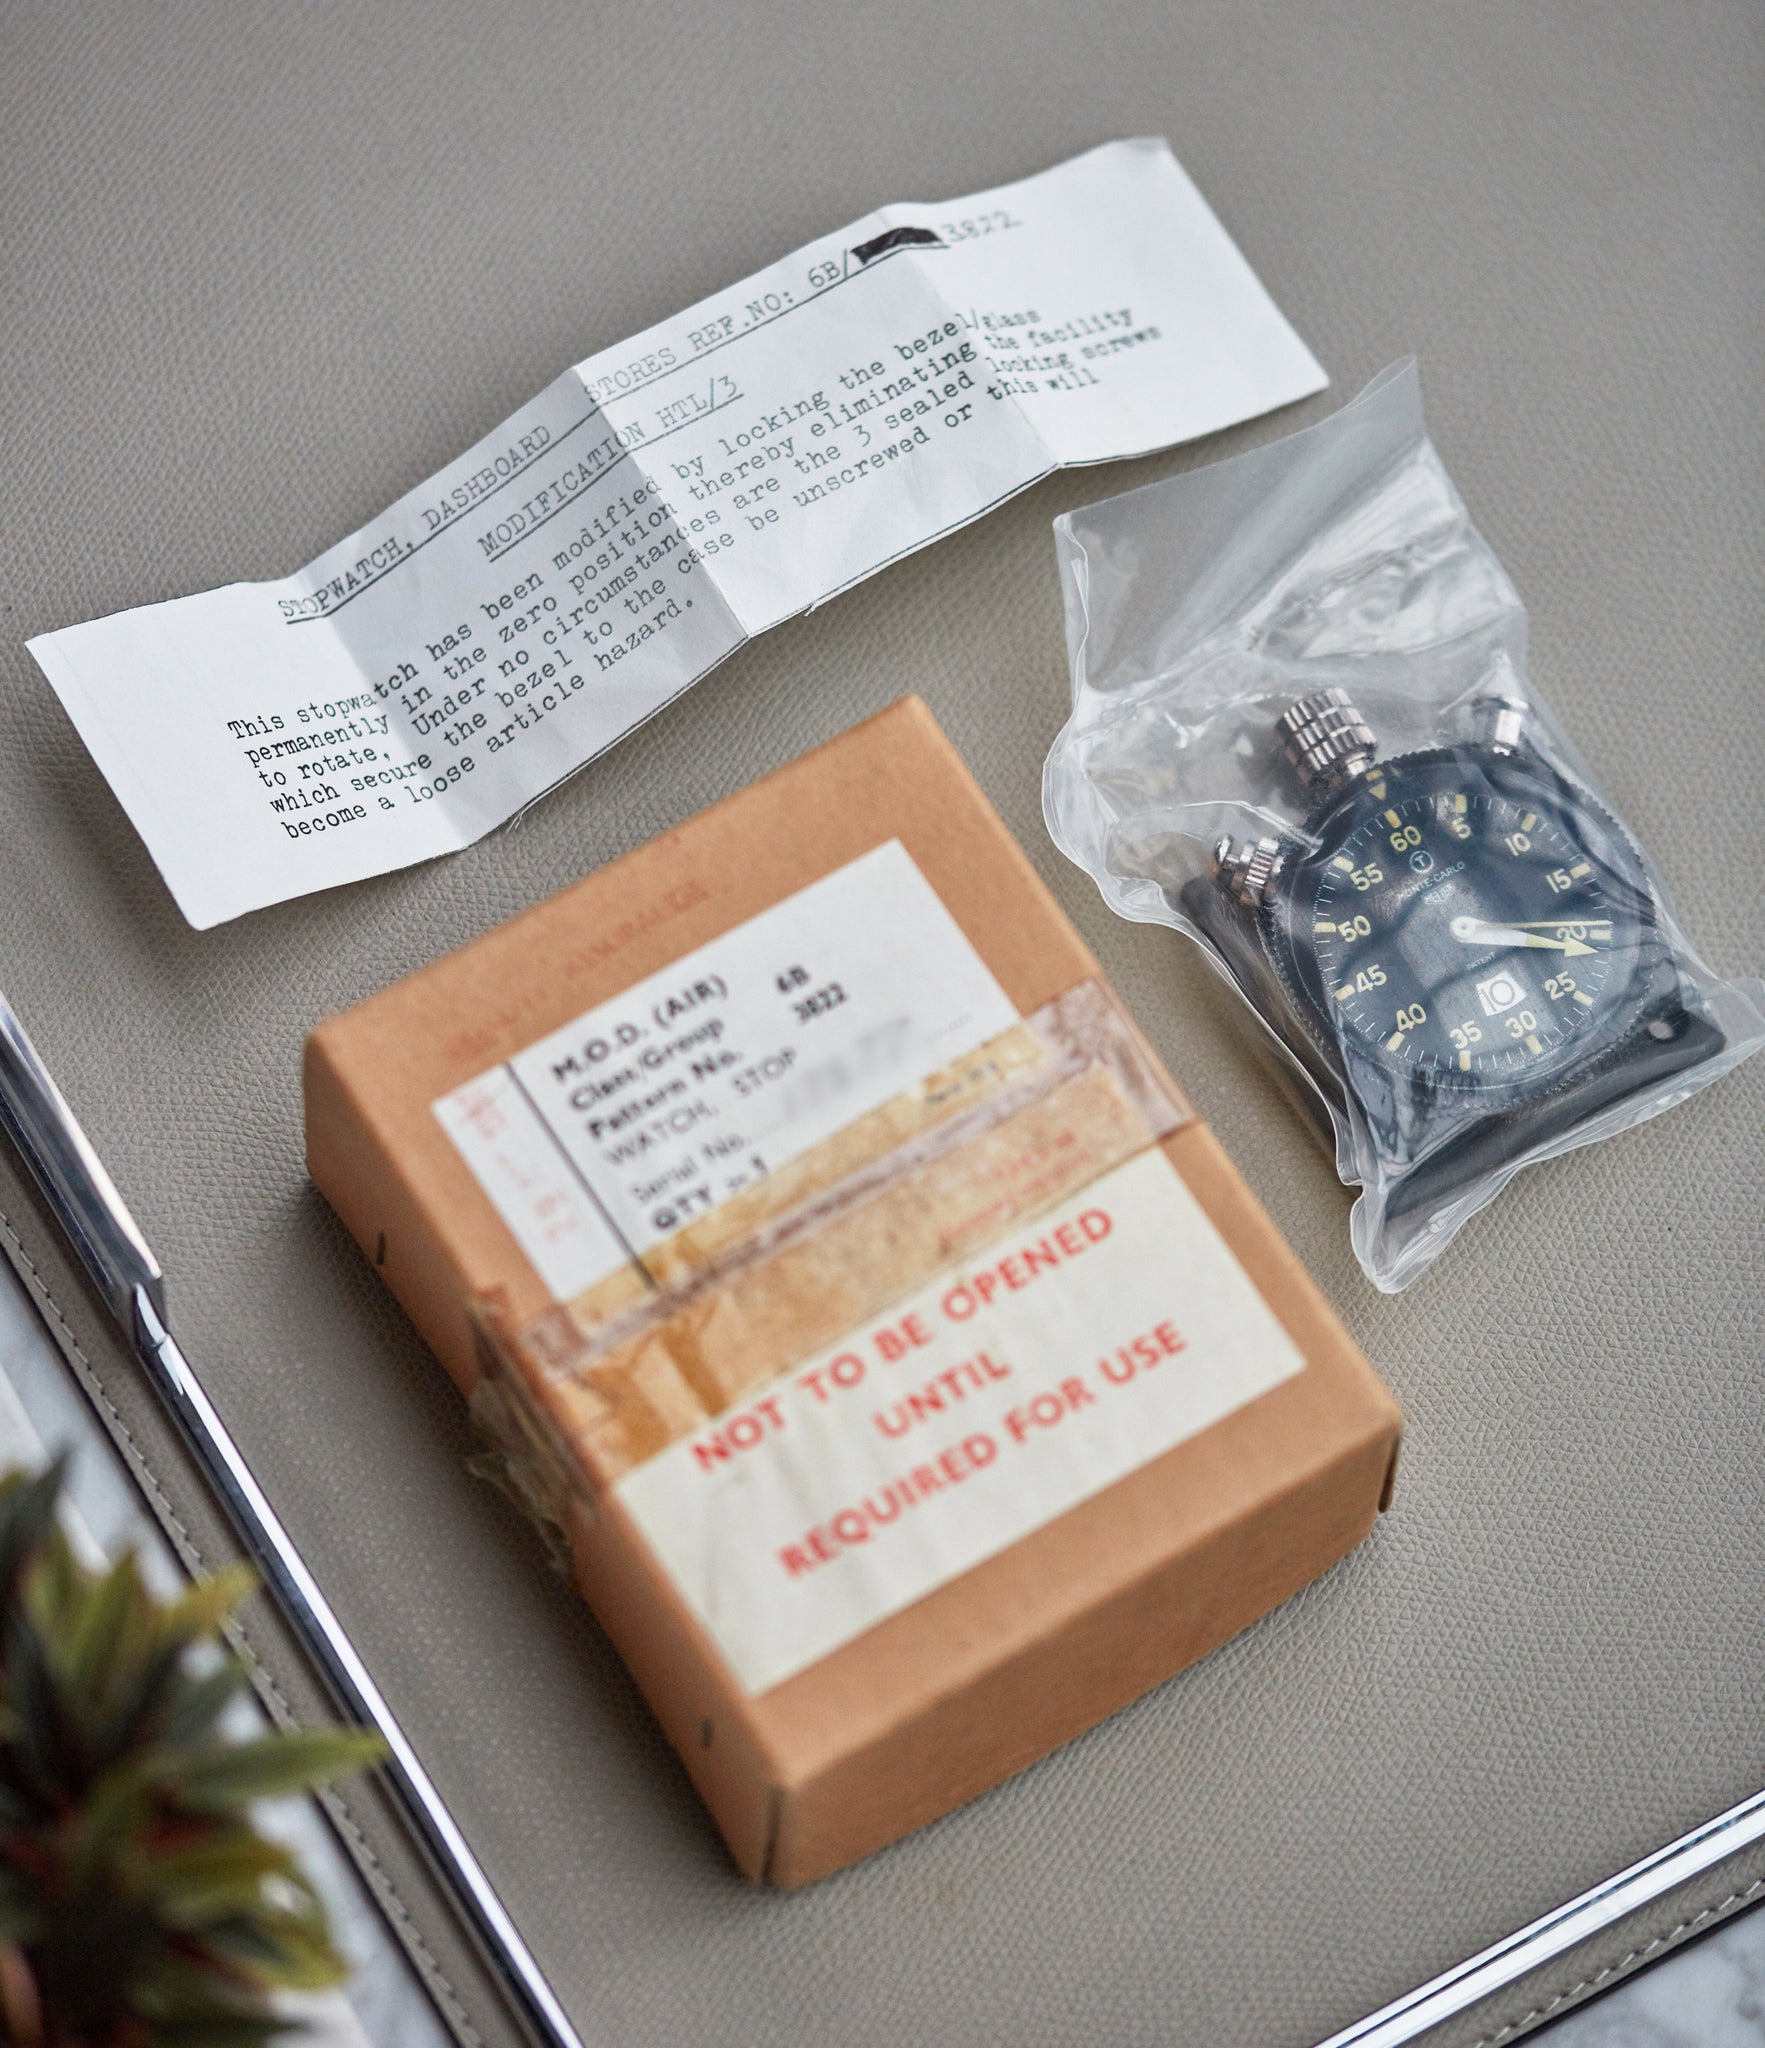 STOPWATCH, DASHBOARD STORES REF.NO: 6B/ 3822
MODIFICATION HTL/3
This stopwatch has been modified by locking the bezel/glass
permanently in the zero position thereby eliminating the facility
to rotate, Under no circumstances are the 3 sealed locking screws
which secure the bezel to the case be unscrewed or this will
become a loose article hazard.
M.O.D. (AIR)
Class/Group 6B
Pattern No. 3822
WATCH, STOP
Serial No.
QTY - 1
NOT TO BE OPENED
UNTIL
REQUIRED FOR USE
60
5
10
15
20
25
30
35
40
45
50
55
T
MONTE-CARLO
HEUER
PATENT
10